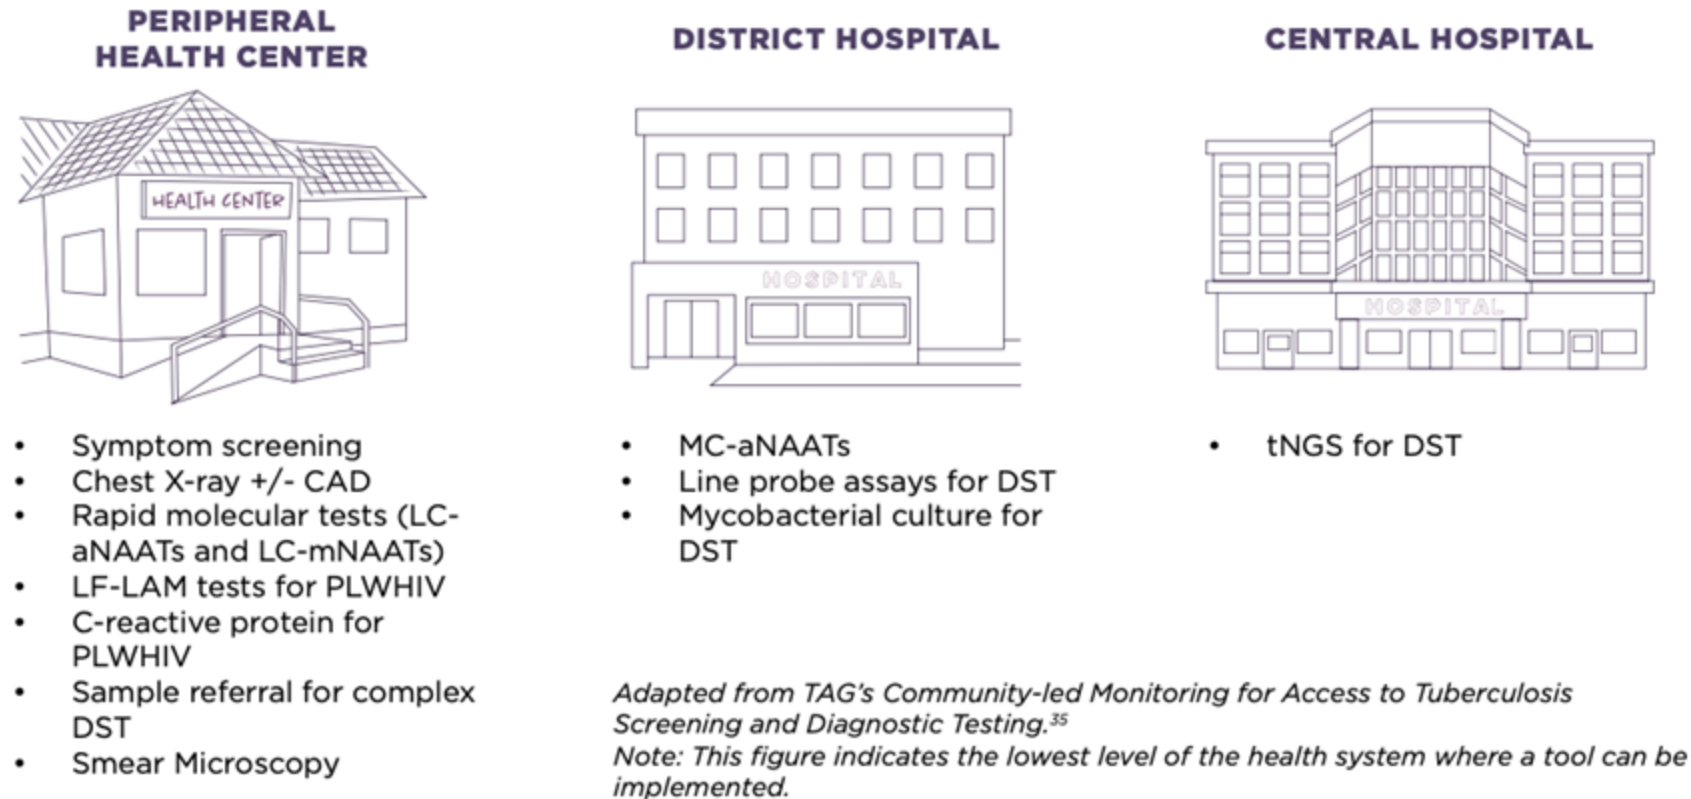 PERIPHERAL
HEALTH CENTER
HEALTH CENTER
• Symptom screening
• Chest X-ray +/- CAD
• Rapid molecular tests (LC-
aNAATs and LC-mNAATs)
• LF-LAM tests for PLWHIV
• C-reactive protein for
PLWHIV
• Sample referral for complex
DST
• Smear Microscopy
DISTRICT HOSPITAL
HOSPITAL
• MC-aNAATs
• Line probe assays for DST
• Mycobacterial culture for
DST
CENTRAL HOSPITAL
HOSPITAL
• tNGS for DST
Adapted from TAG's Community-led Monitoring for Access to Tuberculosis
Screening and Diagnostic Testing.³⁵
Note: This figure indicates the lowest level of the health system where a tool can be
implemented.